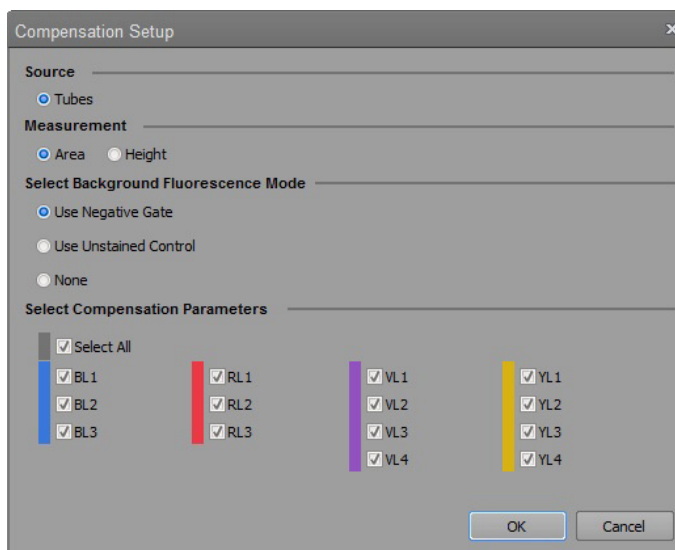 Compensation Setup
Source
Tubes
Measurement
Area Height
Select Background Fluorescence Mode
Use Negative Gate
Use Unstained Control
None
Select Compensation Parameters
Select All
BL1 RL1 VL1 YL1
BL2 RL2 VL2 YL2
BL3 RL3 VL3 YL3
VL4 YL4
OK Cancel